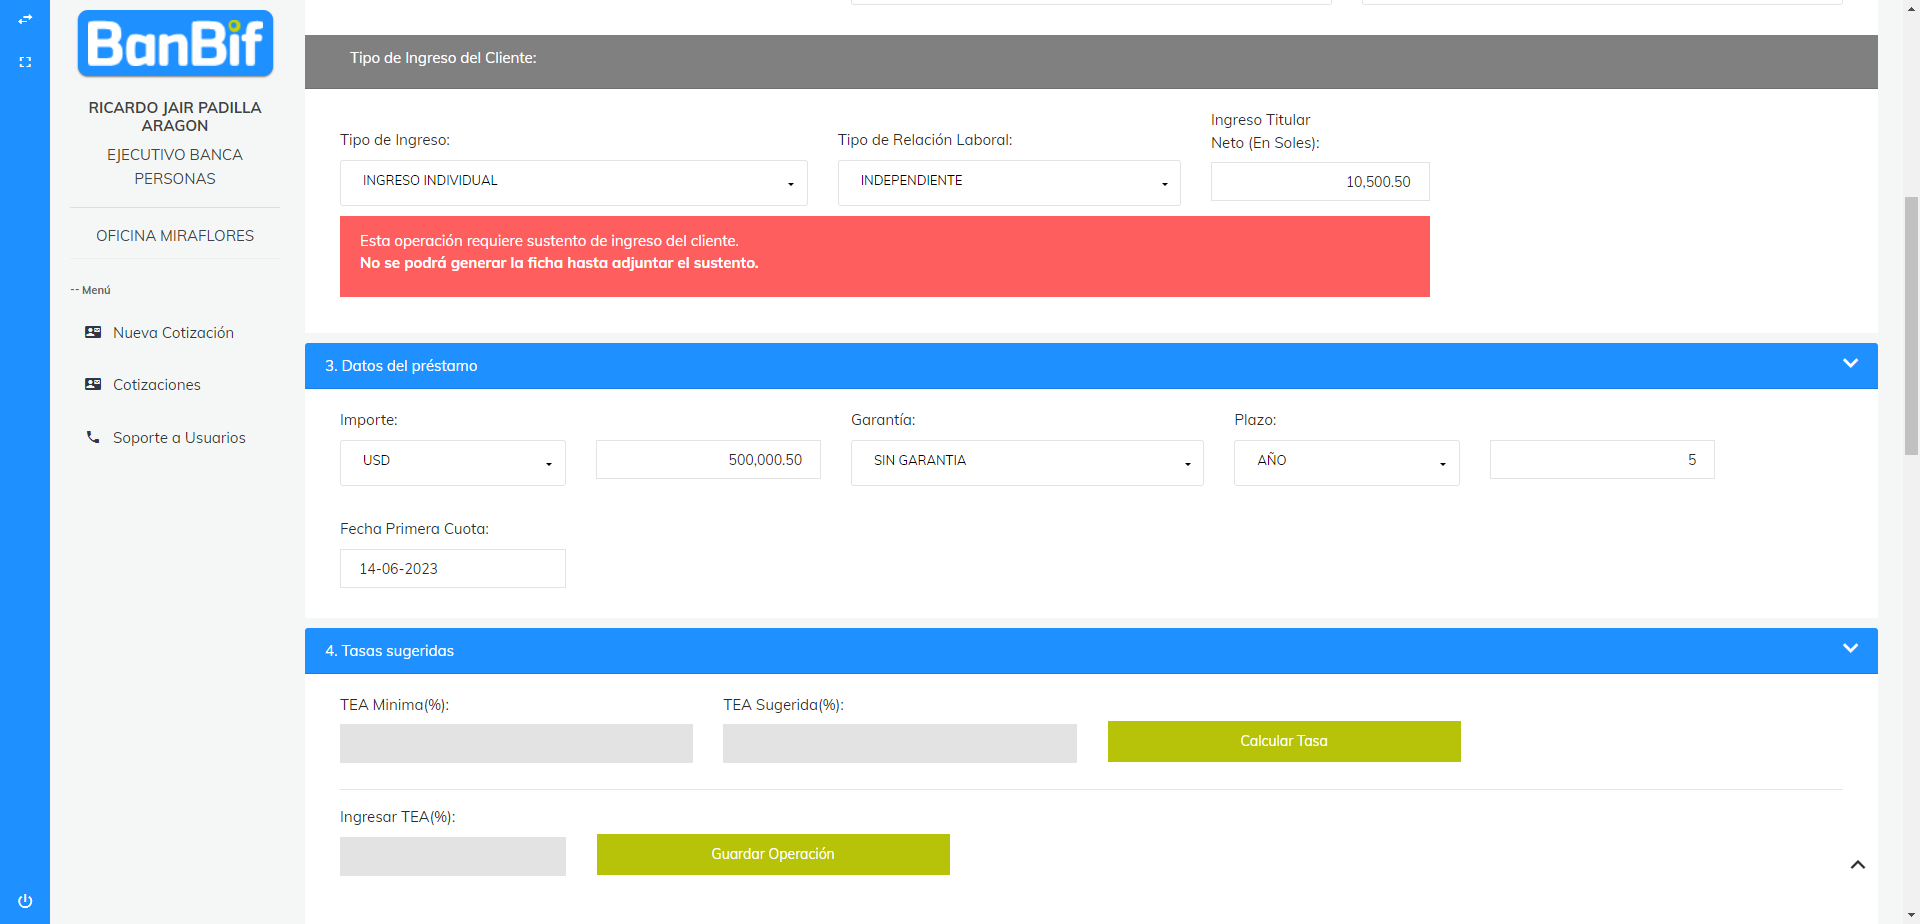 BanBif
RICARDO JAIR PADILLA
ARAGON
EJECUTIVO BANCA
PERSONAS
OFICINA MIRAFLORES
-- Menú
Nueva Cotización
Cotizaciones
Soporte a Usuarios
Tipo de Ingreso del Cliente:
Tipo de Ingreso:
INGRESO INDIVIDUAL
Tipo de Relación Laboral:
INDEPENDIENTE
Ingreso Titular
Neto (En Soles):
10,500.50
Esta operación requiere sustento de ingreso del cliente.
No se podrá generar la ficha hasta adjuntar el sustento.
3. Datos del préstamo
Importe:
USD
500,000.50
Garantía:
SIN GARANTIA
Plazo:
AÑO
5
Fecha Primera Cuota:
14-06-2023
4. Tasas sugeridas
TEA Minima(%):
TEA Sugerida(%):
Calcular Tasa
Ingresar TEA(%):
Guardar Operación